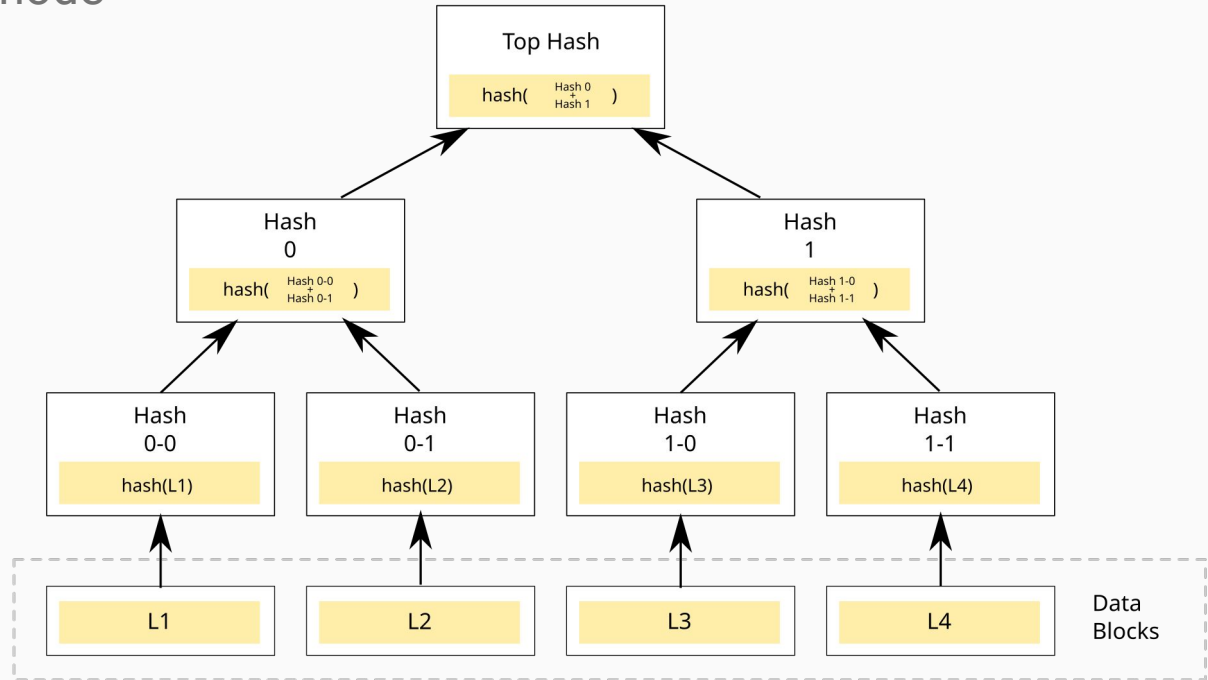 node
Top Hash
hash( Hash 0 + Hash 1 )
Hash
0
hash( Hash 0-0 + Hash 0-1 )
Hash
1
hash( Hash 1-0 + Hash 1-1 )
Hash
0-0
hash(L1)
Hash
0-1
hash(L2)
Hash
1-0
hash(L3)
Hash
1-1
hash(L4)
L1
L2
L3
L4
Data
Blocks